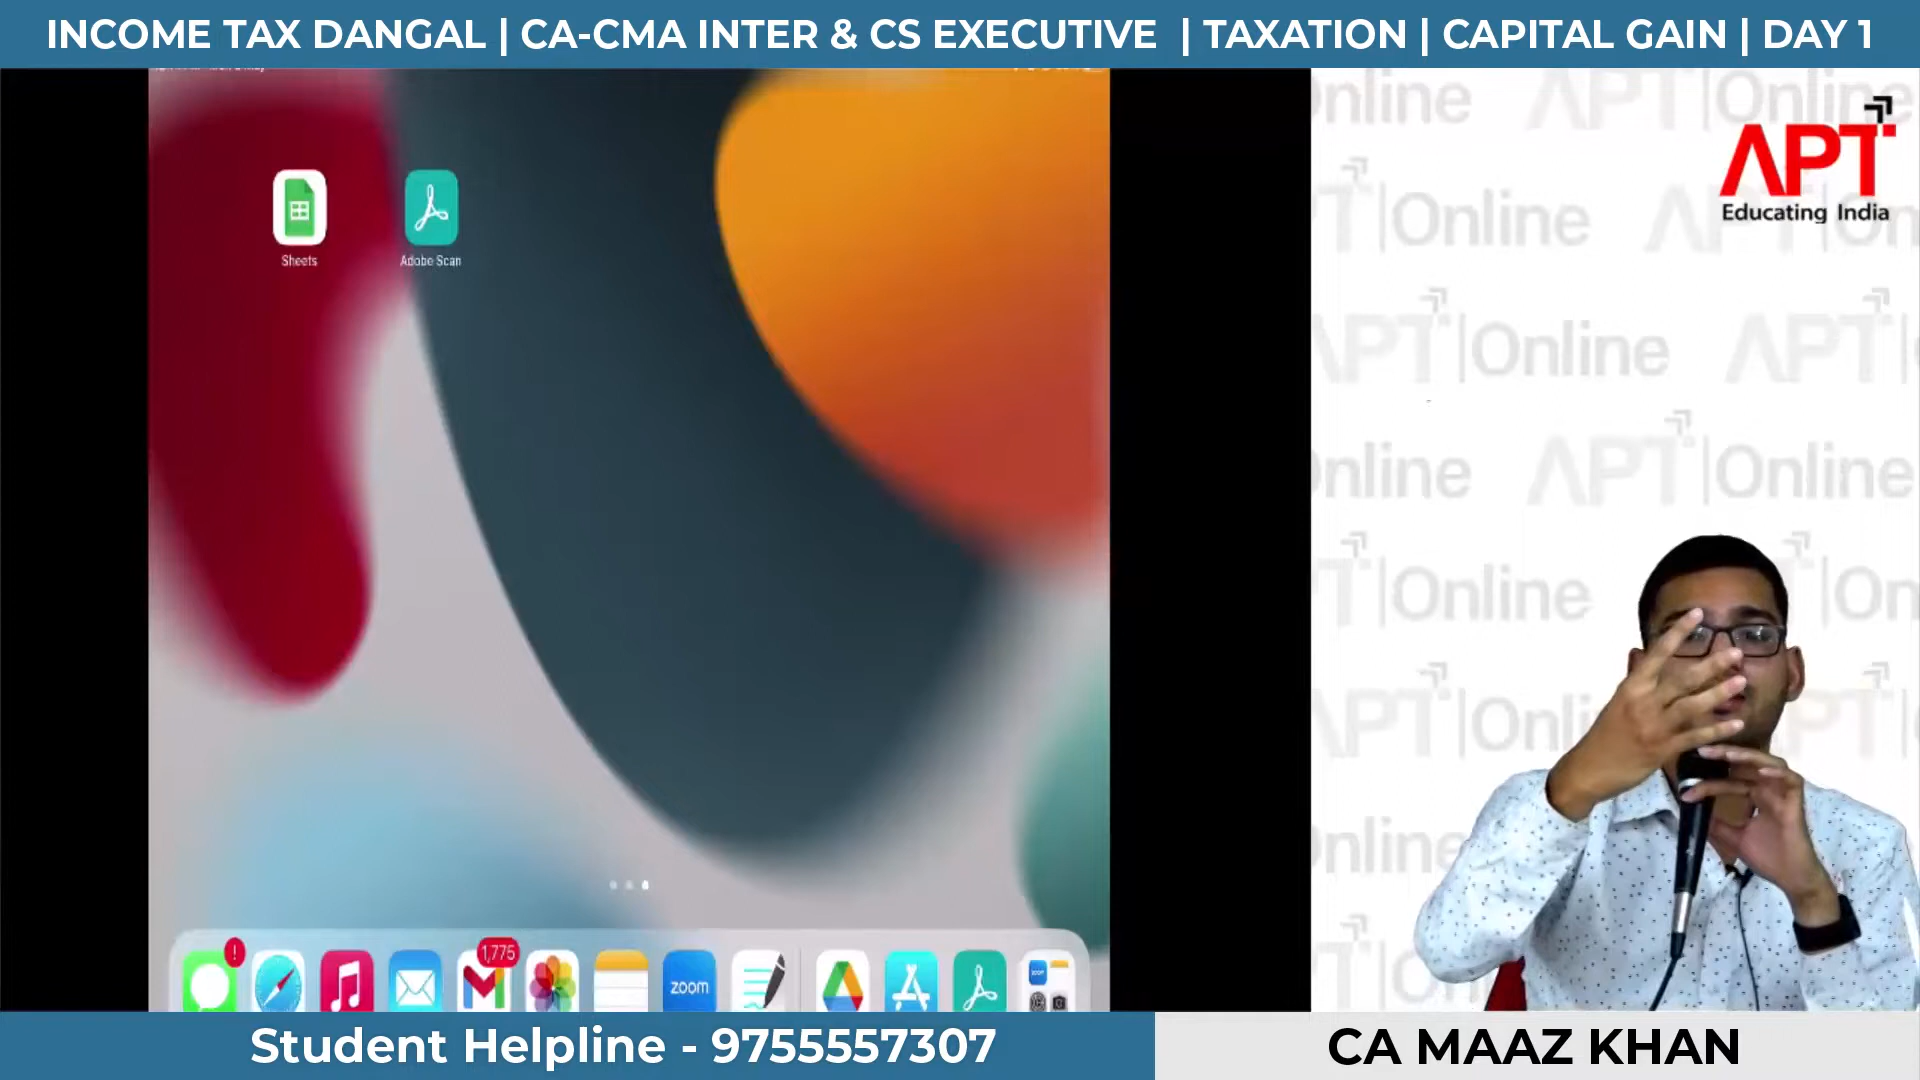 INCOME TAX DANGAL | CA-CMA INTER & CS EXECUTIVE | TAXATION | CAPITAL GAIN | DAY 1
APT
Educating India
Sheets
Adobe Scan
1,775
zoom
APT|Online
Student Helpline - 9755557307
CA MAAZ KHAN